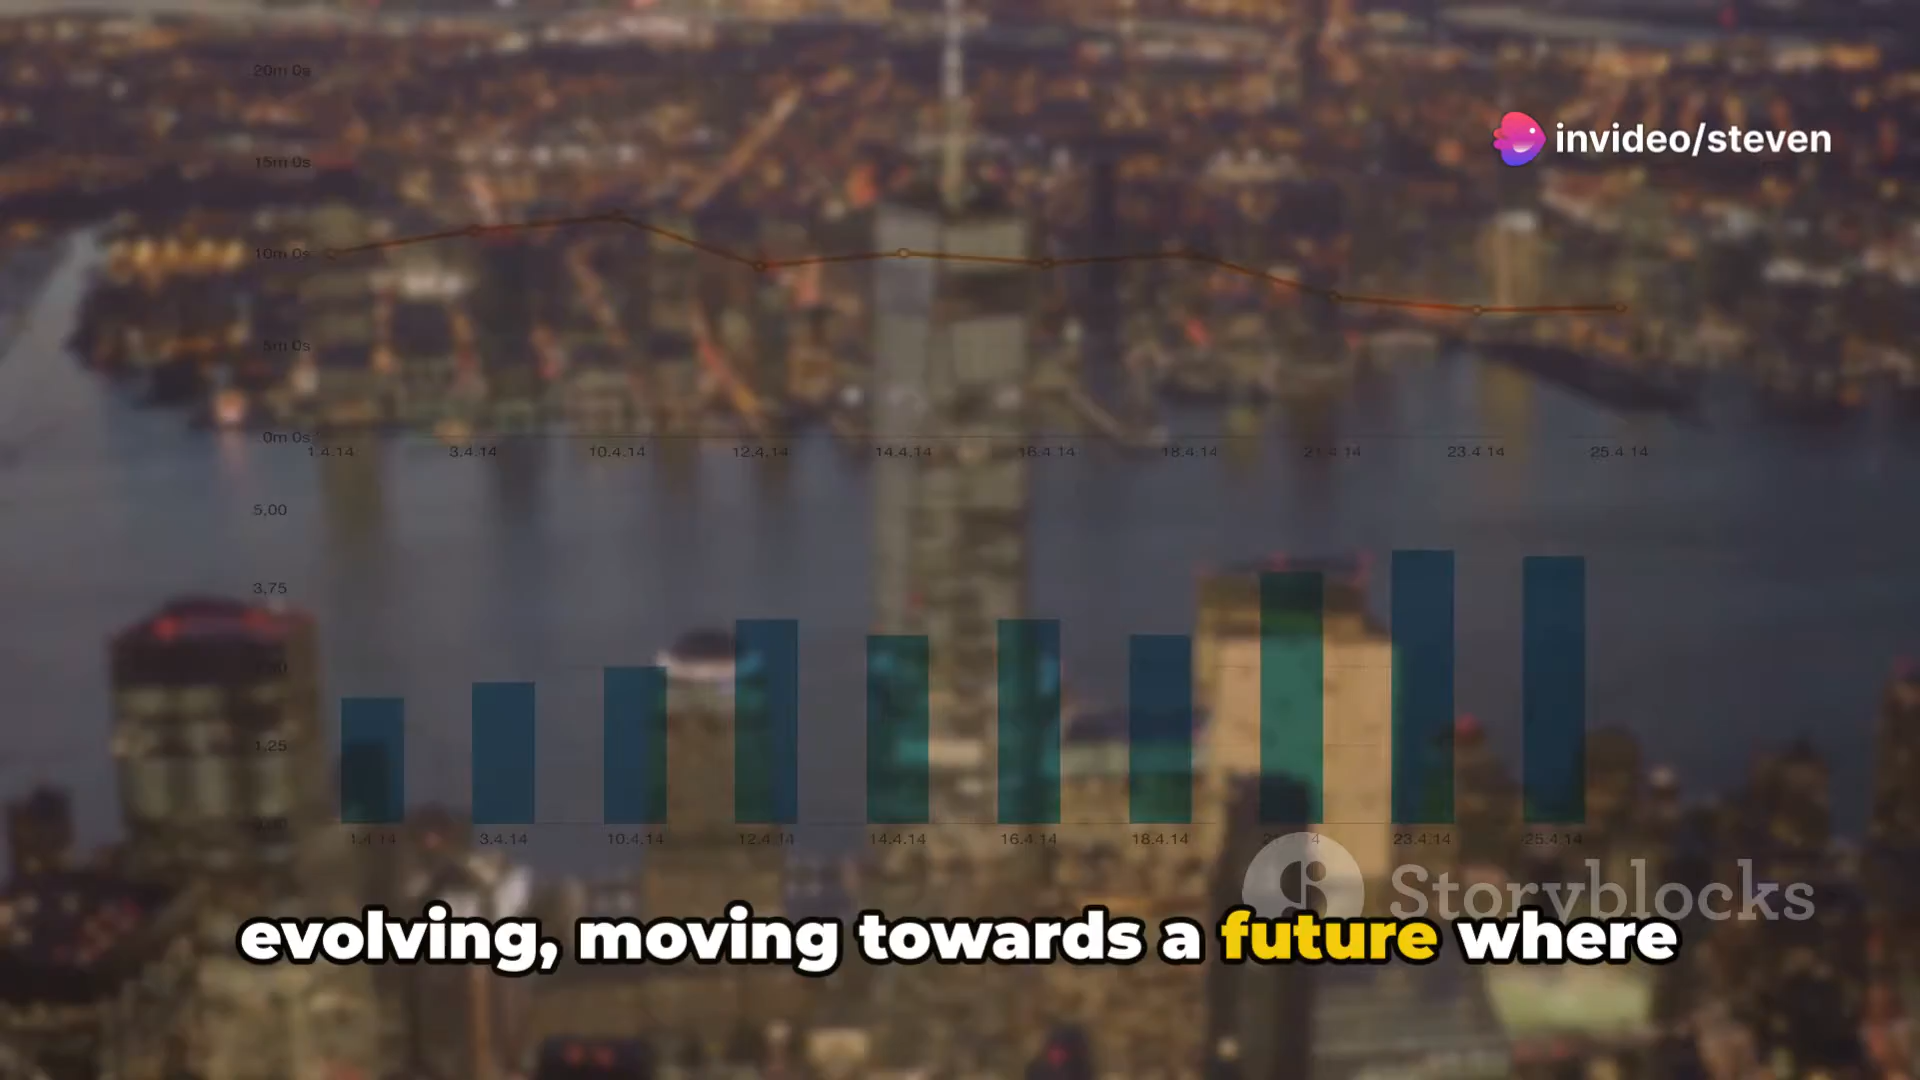 20m 0s
invideo/steven
15m 0s
10m 0s
5m 0s
0m 0s
1.4.14 3.4.14 10.4.14 12.4.14 14.4.14 16.4.14 18.4.14 21.4.14 23.4.14 25.4.14
5,00
3,75
1,25
1.4.14 3.4.14 10.4.14 12.4.14 14.4.14 16.4.14 18.4.14 23.4.14 25.4.14
Storyblocks
evolving, moving towards a future where